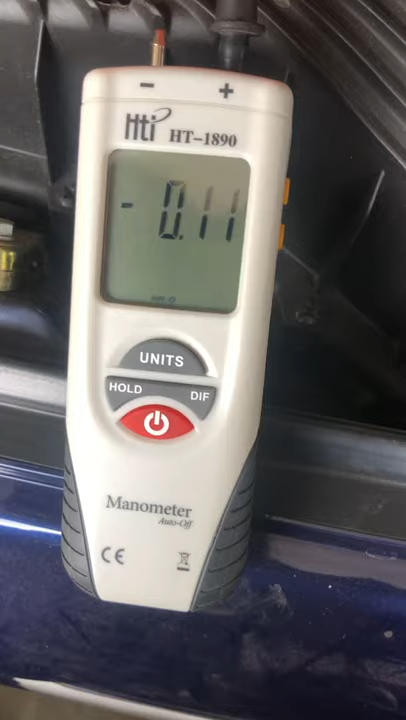 - +
Hti HT-1890
- 0.11
UNITS
HOLD DIF
Manometer
Auto-Off
CE